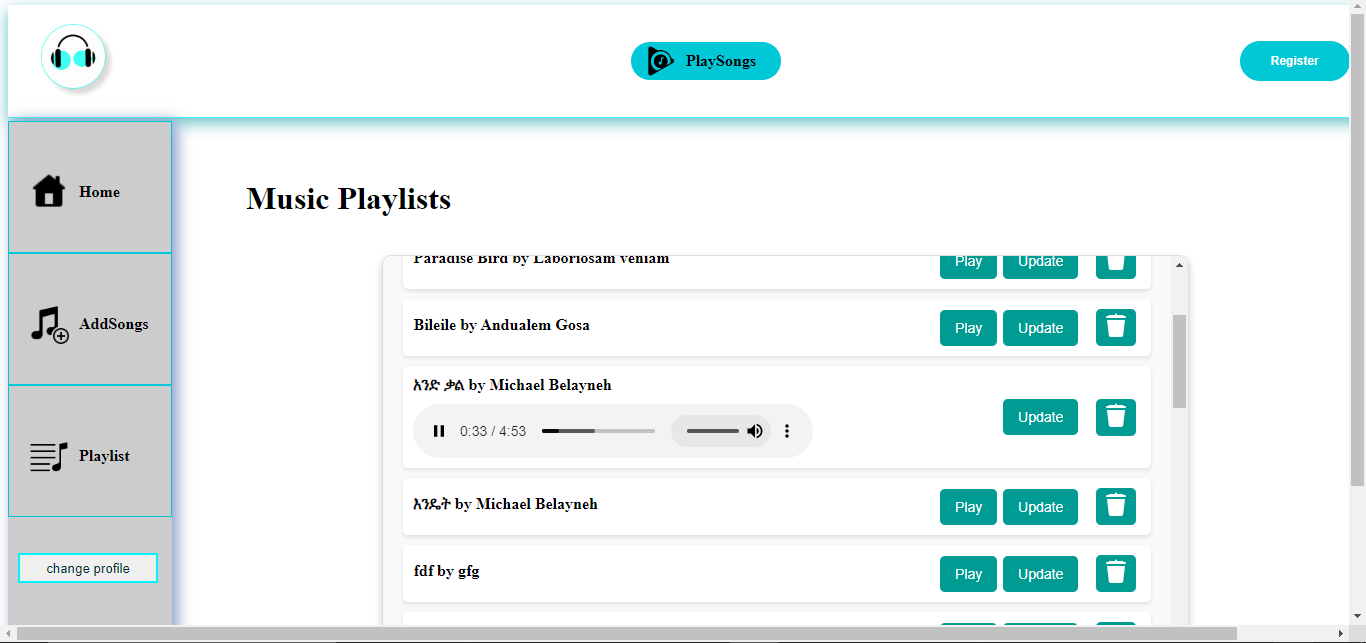 PlaySongs
Register
Home
AddSongs
Playlist
change profile
Music Playlists
Paradise Bird by Laboriosam veniam
Play Update
Bileile by Andualem Gosa
Play Update
አንድ ቃል by Michael Belayneh
0:33 / 4:53
Update
እንዴት by Michael Belayneh
Play Update
fdf by gfg
Play Update